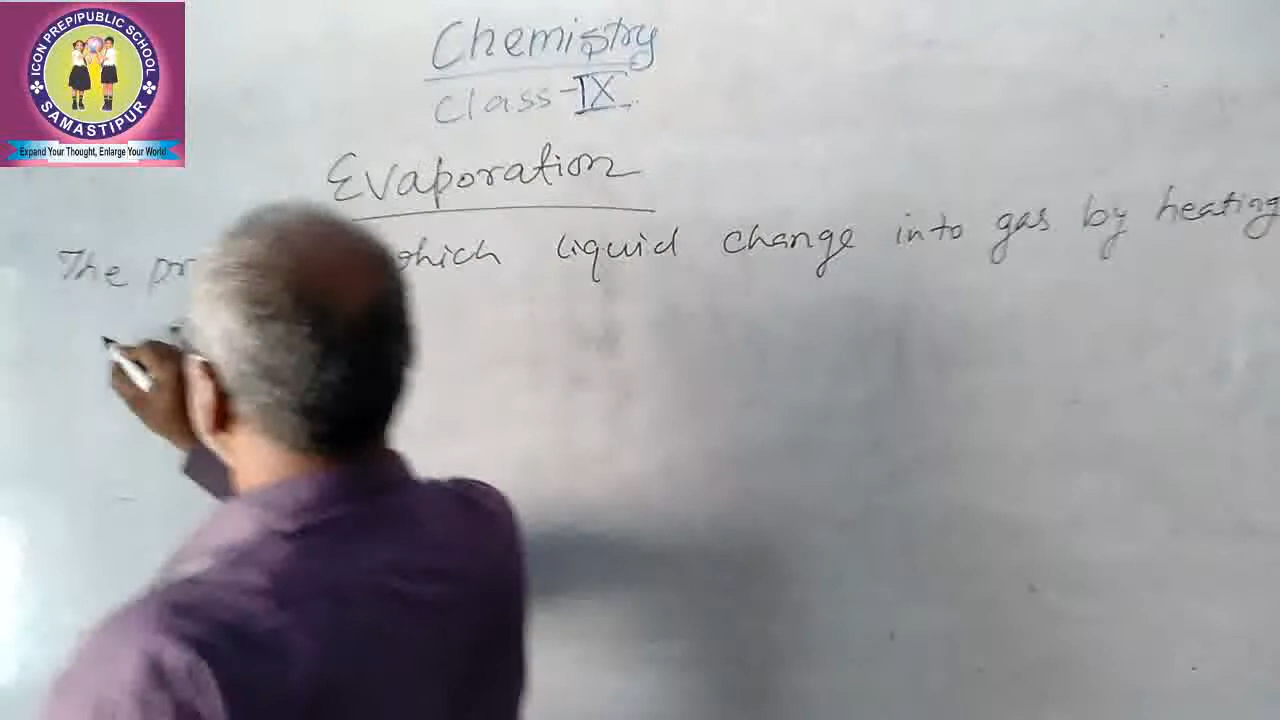 ICON PREP/PUBLIC SCHOOL
SAMASTIPUR
Expand Your Thought, Enlarge Your World
Chemistry
Class-IX
Evaporation
The which liquid change into gas by heating